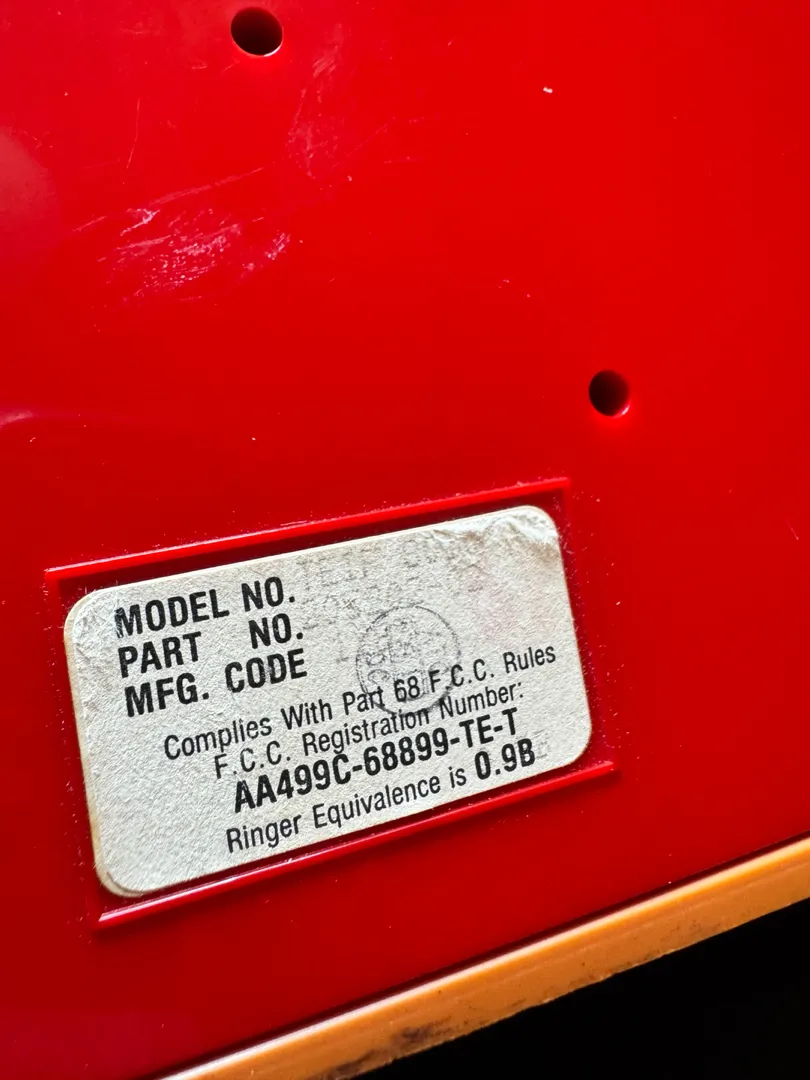 MODEL NO.
PART NO.
MFG. CODE
Complies With Part 68 F.C.C. Rules
F.C.C. Registration Number:
AA499C-68899-TE-T
Ringer Equivalence is 0.9B